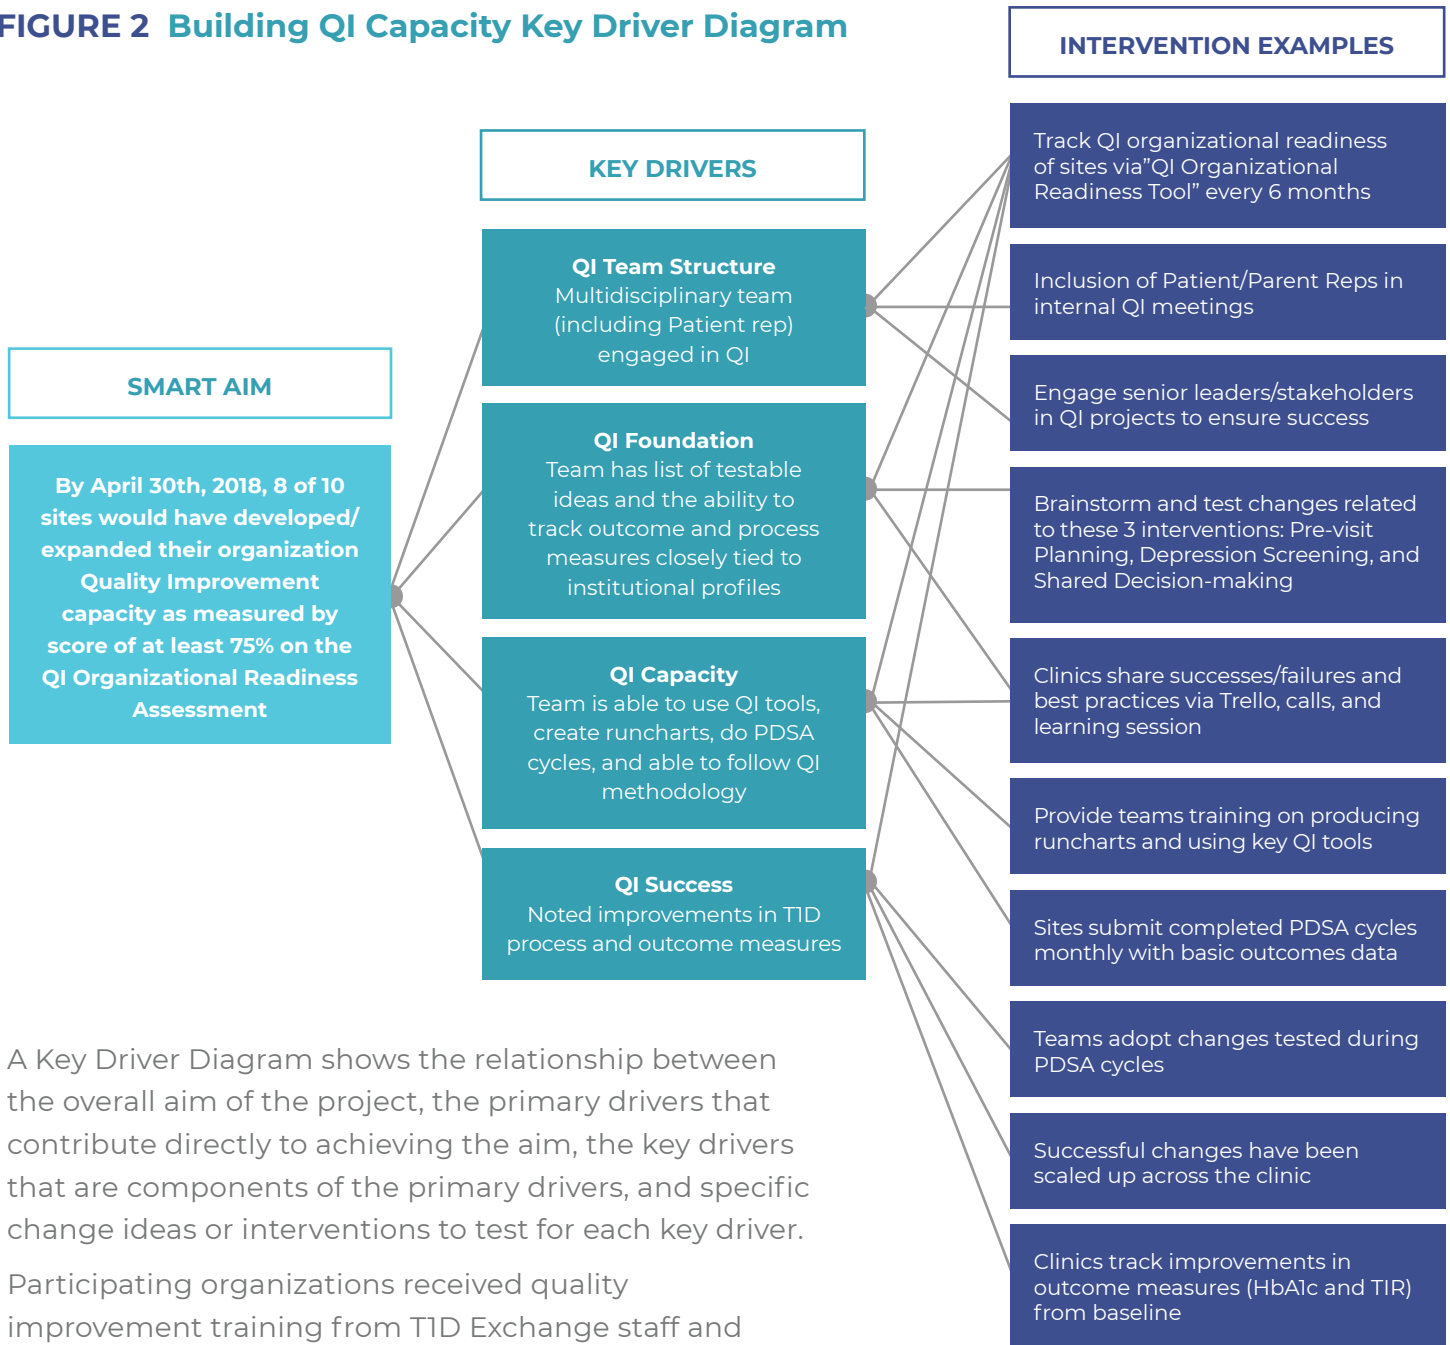 FIGURE 2 Building QI Capacity Key Driver Diagram
SMART AIM
By April 30th, 2018, 8 of 10
sites would have developed/
expanded their organization
Quality Improvement
capacity as measured by
score of at least 75% on the
QI Organizational Readiness
Assessment
KEY DRIVERS
QI Team Structure
Multidisciplinary team
(including Patient rep)
engaged in QI
QI Foundation
Team has list of testable
ideas and the ability to
track outcome and process
measures closely tied to
institutional profiles
QI Capacity
Team is able to use QI tools,
create runcharts, do PDSA
cycles, and able to follow QI
methodology
QI Success
Noted improvements in T1D
process and outcome measures
INTERVENTION EXAMPLES
Track QI organizational readiness
of sites via”QI Organizational
Readiness Tool” every 6 months
Inclusion of Patient/Parent Reps in
internal QI meetings
Engage senior leaders/stakeholders
in QI projects to ensure success
Brainstorm and test changes related
to these 3 interventions: Pre-visit
Planning, Depression Screening, and
Shared Decision-making
Clinics share successes/failures and
best practices via Trello, calls, and
learning session
Provide teams training on producing
runcharts and using key QI tools
Sites submit completed PDSA cycles
monthly with basic outcomes data
Teams adopt changes tested during
PDSA cycles
Successful changes have been
scaled up across the clinic
Clinics track improvements in
outcome measures (HbA1c and TIR)
from baseline
A Key Driver Diagram shows the relationship between
the overall aim of the project, the primary drivers that
contribute directly to achieving the aim, the key drivers
that are components of the primary drivers, and specific
change ideas or interventions to test for each key driver.
Participating organizations received quality
improvement training from T1D Exchange staff and